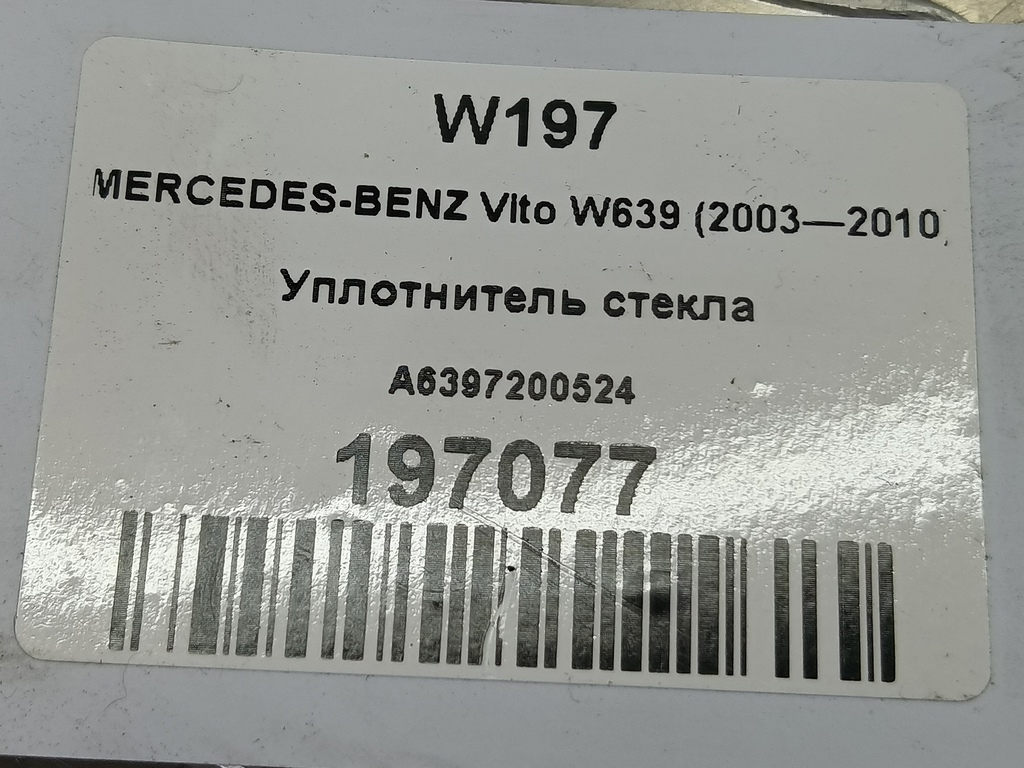 W197
MERCEDES-BENZ Vito W639 (2003—2010
Уплотнитель стекла
A6397200524
197077